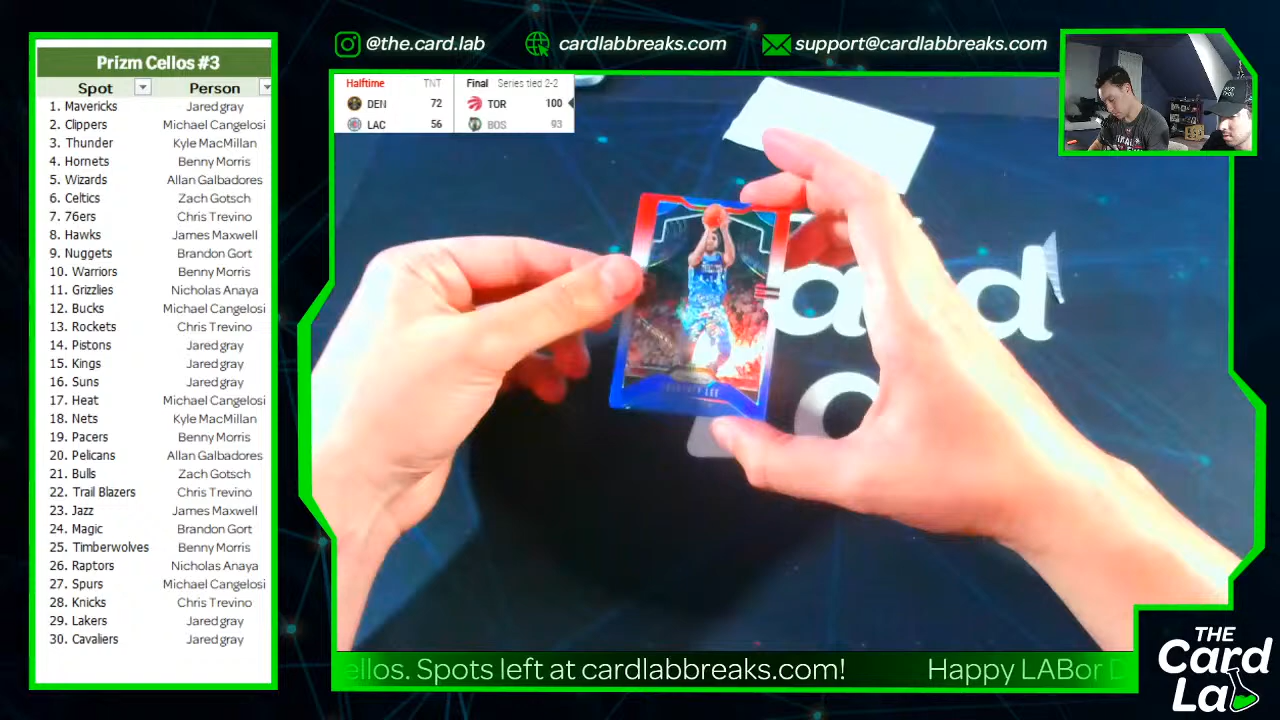 @the.card.lab
cardlabbreaks.com
support@cardlabbreaks.com
Prizm Cellos #3
Spot Person
1. Mavericks Jared gray
2. Clippers Michael Cangelosi
3. Thunder Kyle MacMillan
4. Hornets Benny Morris
5. Wizards Allan Galbadores
6. Celtics Zach Gotsch
7. 76ers Chris Trevino
8. Hawks James Maxwell
9. Nuggets Brandon Gort
10. Warriors Benny Morris
11. Grizzlies Nicholas Anaya
12. Bucks Michael Cangelosi
13. Rockets Chris Trevino
14. Pistons Jared gray
15. Kings Jared gray
16. Suns Jared gray
17. Heat Michael Cangelosi
18. Nets Kyle MacMillan
19. Pacers Benny Morris
20. Pelicans Allan Galbadores
21. Bulls Zach Gotsch
22. Trail Blazers Chris Trevino
23. Jazz James Maxwell
24. Magic Brandon Gort
25. Timberwolves Benny Morris
26. Raptors Nicholas Anaya
27. Spurs Michael Cangelosi
28. Knicks Chris Trevino
29. Lakers Jared gray
30. Cavaliers Jared gray
Halftime TNT
DEN 72
LAC 56
Final Series tied 2-2
TOR 100
BOS 93
ellos. Spots left at cardlabbreaks.com! Happy LABor D
THE
Card
Lab